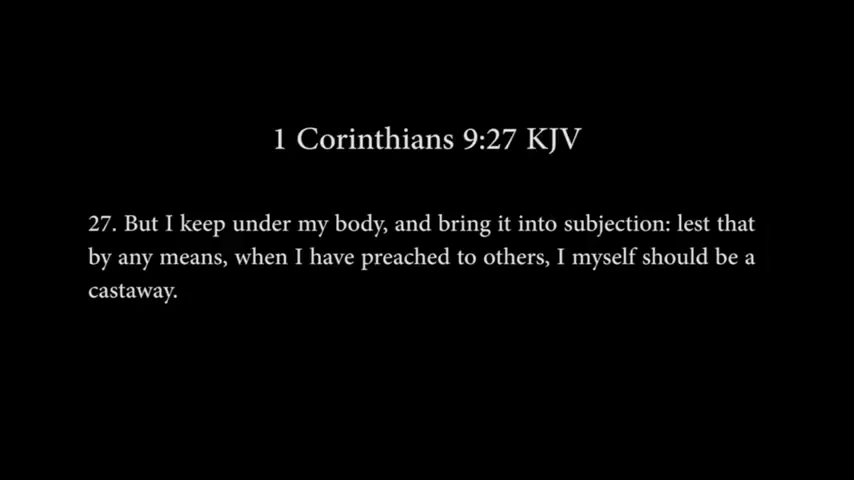 1 Corinthians 9:27 KJV
27. But I keep under my body, and bring it into subjection: lest that
by any means, when I have preached to others, I myself should be a
castaway.